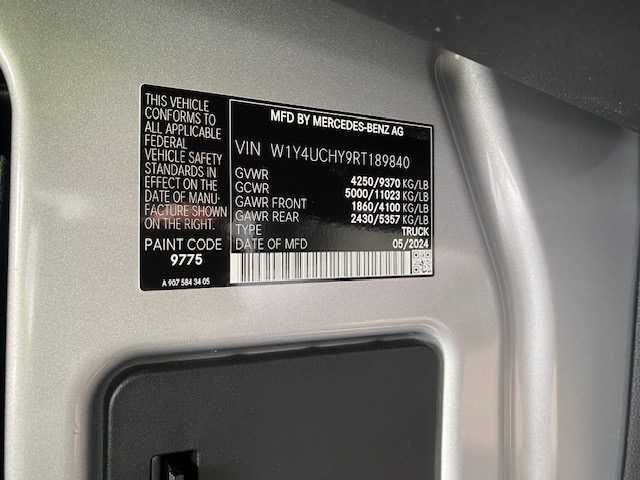 THIS VEHICLE
CONFORMS TO
ALL APPLICABLE
FEDERAL
VEHICLE SAFETY
STANDARDS IN
EFFECT ON THE
DATE OF MANU-
FACTURE SHOWN
ON THE RIGHT.
PAINT CODE
9775
A 907 584 34 05
MFD BY MERCEDES-BENZ AG
VIN W1Y4UCHY9RT189840
GVWR 4250/9370 KG/LB
GCWR 5000/11023 KG/LB
GAWR FRONT 1860/4100 KG/LB
GAWR REAR 2430/5357 KG/LB
TYPE TRUCK
DATE OF MFD 05/2024